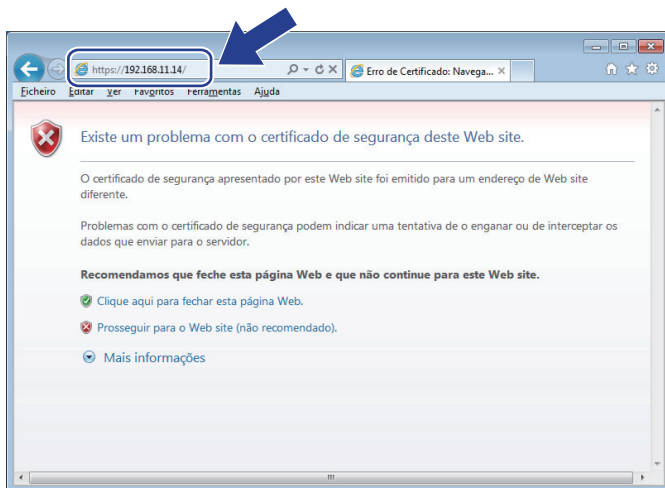 https://192.168.11.14/
Erro de Certificado: Navega...
Ficheiro Editar Ver Favoritos Ferramentas Ajuda
Existe um problema com o certificado de segurança deste Web site.
O certificado de segurança apresentado por este Web site foi emitido para um endereço de Web site
diferente.
Problemas com o certificado de segurança podem indicar uma tentativa de o enganar ou de interceptar os
dados que enviar para o servidor.
Recomendamos que feche esta página Web e que não continue para este Web site.
Clique aqui para fechar esta página Web.
Prosseguir para o Web site (não recomendado).
Mais informações